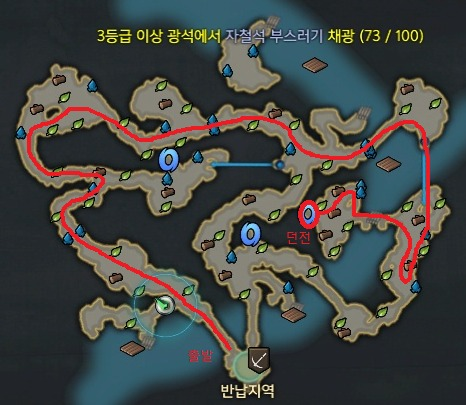 3등급 이상 광석에서 자철석 부스러기 채광 (73 / 100)
던전
출발
반납지역